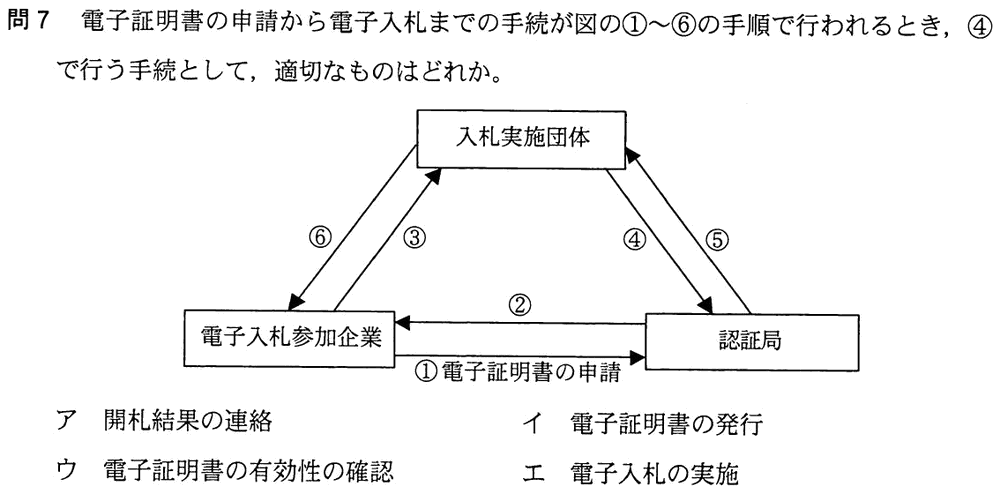 問7 電子証明書の申請から電子入札までの手続が図の①～⑥の手順で行われるとき，④
で行う手続として，適切なものはどれか。
入札実施団体
⑥
③
④
⑤
②
電子入札参加企業
認証局
①電子証明書の申請
ア 開札結果の連絡
イ 電子証明書の発行
ウ 電子証明書の有効性の確認
エ 電子入札の実施